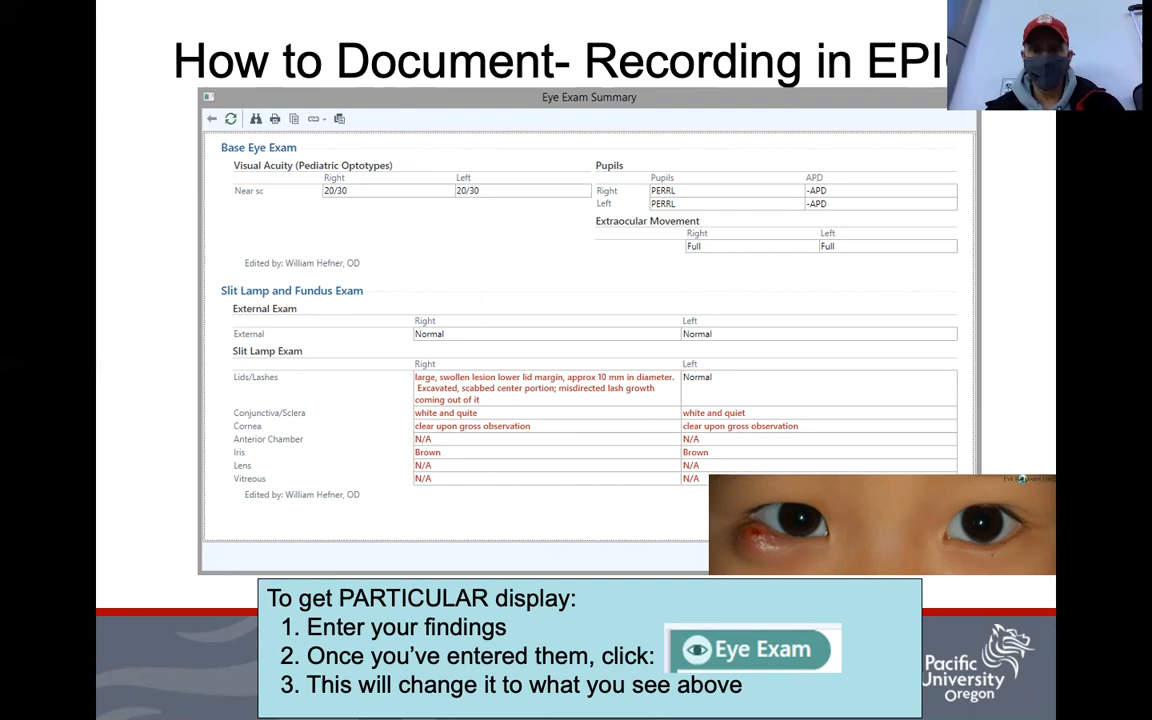 How to Document- Recording in EPI
Eye Exam Summary
Base Eye Exam
Visual Acuity (Pediatric Optotypes)
Right Left
Near sc 20/30 20/30
Pupils
Pupils APD
Right PERRL -APD
Left PERRL -APD
Extraocular Movement
Right Left
Full Full
Edited by: William Hefner, OD
Slit Lamp and Fundus Exam
External Exam
Right Left
External Normal Normal
Slit Lamp Exam
Right Left
Lids/Lashes large, swollen lesion lower lid margin, approx 10 mm in diameter. Normal
Excavated, scabbed center portion; misdirected lash growth
coming out of it
Conjunctiva/Sclera white and quite white and quiet
Cornea clear upon gross observation clear upon gross observation
Anterior Chamber N/A N/A
Iris Brown Brown
Lens N/A N/A
Vitreous N/A N/A
Edited by: William Hefner, OD
To get PARTICULAR display:
1. Enter your findings
2. Once you’ve entered them, click: Eye Exam
3. This will change it to what you see above
Pacific
University
Oregon